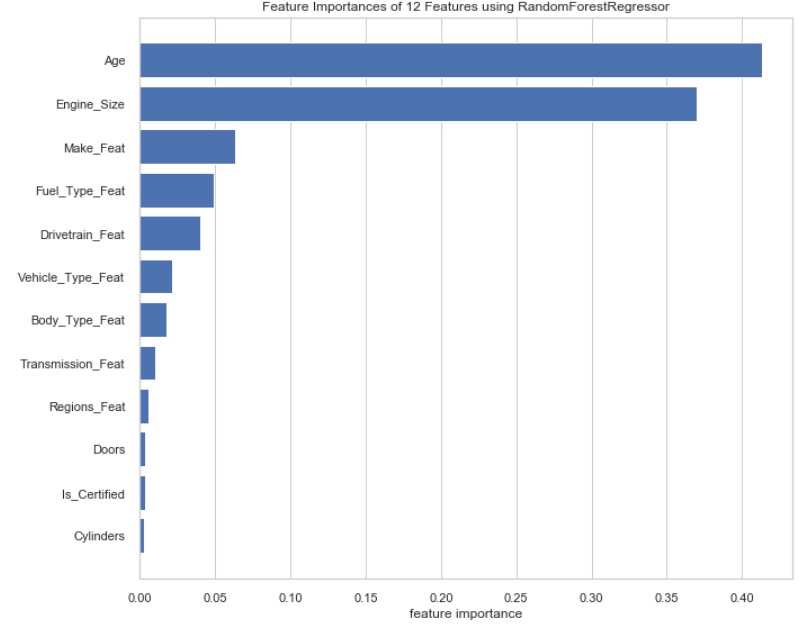 Feature Importances of 12 Features using RandomForestRegressor
Age
Engine_Size
Make_Feat
Fuel_Type_Feat
Drivetrain_Feat
Vehicle_Type_Feat
Body_Type_Feat
Transmission_Feat
Regions_Feat
Doors
Is_Certified
Cylinders
0.00 0.05 0.10 0.15 0.20 0.25 0.30 0.35 0.40
feature importance